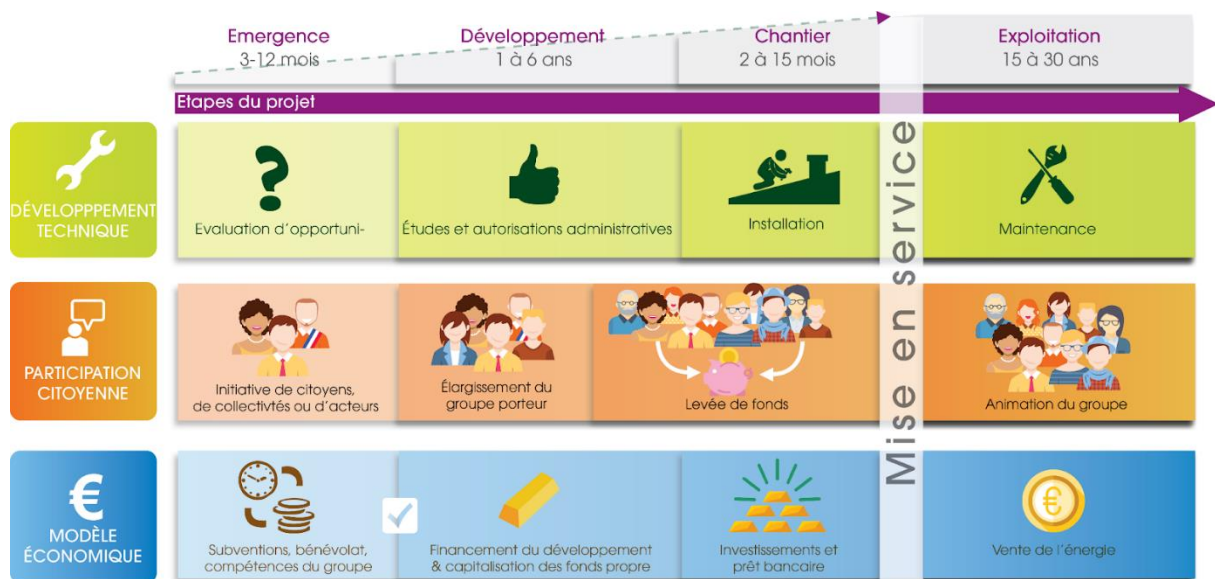 Emergence
3-12 mois
Développement
1 à 6 ans
Chantier
2 à 15 mois
Exploitation
15 à 30 ans
Etapes du projet
Mise en service
DÉVELOPPPEMENT
TECHNIQUE
Evaluation d'opportuni-
Études et autorisations administratives
Installation
Maintenance
PARTICIPATION
CITOYENNE
Initiative de citoyens,
de collectivtés ou d'acteurs
Élargissement du
groupe porteur
Levée de fonds
Animation du groupe
€
MODÈLE
ÉCONOMIQUE
Subventions, bénévolat,
compétences du groupe
Financement du développement
& capitalisation des fonds propre
Investissements et
prêt bancaire
€
Vente de l'énergie